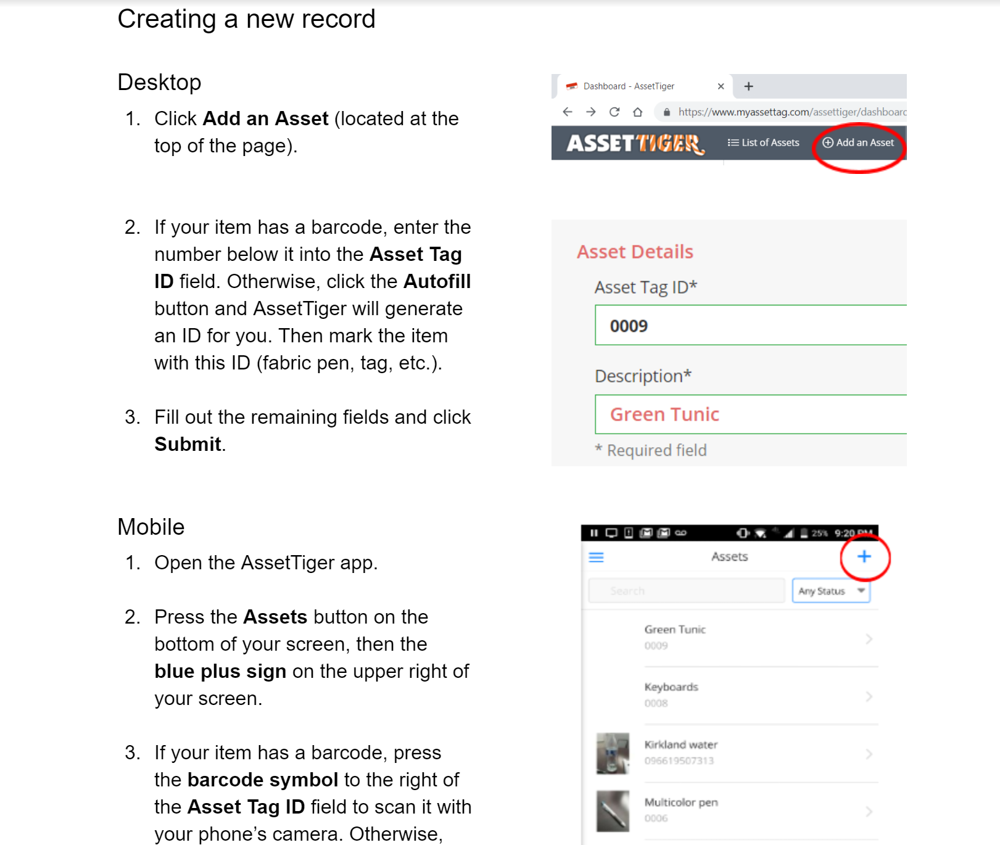 Creating a new record
Desktop
1. Click Add an Asset (located at the
top of the page).
Dashboard - AssetTiger
https://www.myassettag.com/assettiger/dashboard
ASSETTIGER
List of Assets
Add an Asset
2. If your item has a barcode, enter the
number below it into the Asset Tag
ID field. Otherwise, click the Autofill
button and AssetTiger will generate
an ID for you. Then mark the item
with this ID (fabric pen, tag, etc.).
3. Fill out the remaining fields and click
Submit.
Asset Details
Asset Tag ID*
0009
Description*
Green Tunic
* Required field
Mobile
1. Open the AssetTiger app.
2. Press the Assets button on the
bottom of your screen, then the
blue plus sign on the upper right of
your screen.
3. If your item has a barcode, press
the barcode symbol to the right of
the Asset Tag ID field to scan it with
your phone’s camera. Otherwise,
25% 9:20 PM
Assets
Search
Any Status
Green Tunic
0009
Keyboards
0008
Kirkland water
096619507313
Multicolor pen
0006